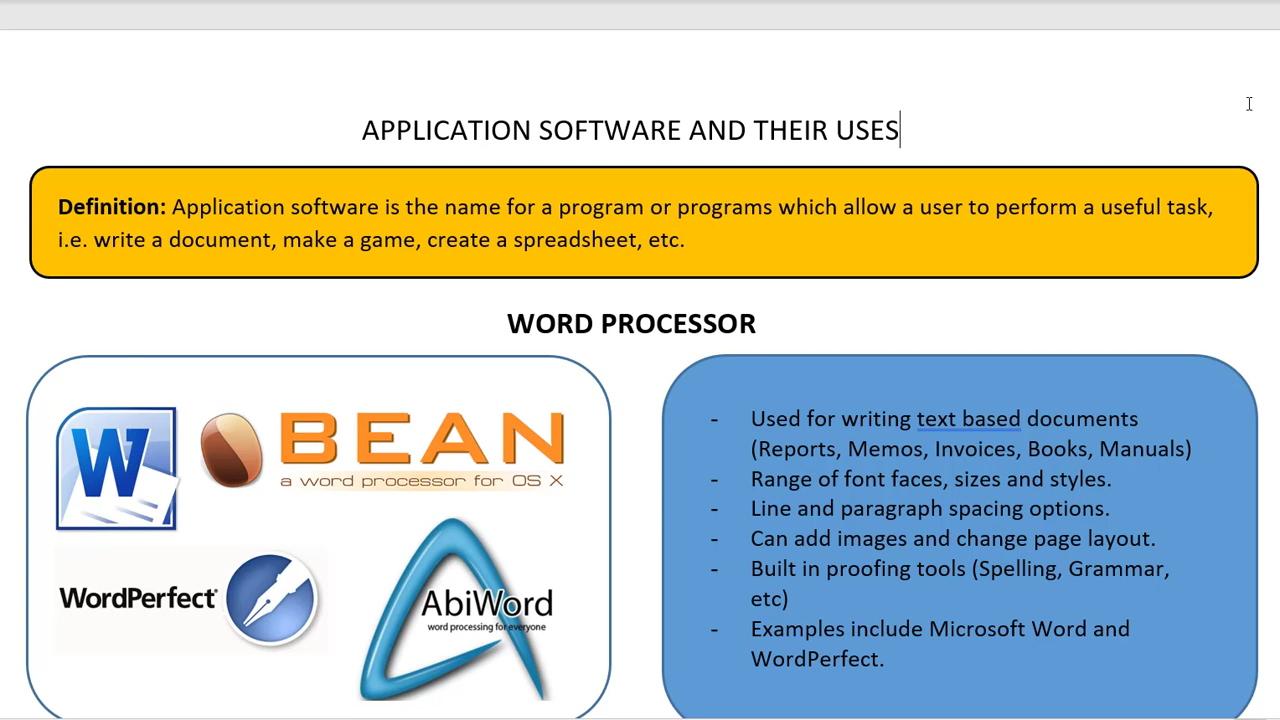 APPLICATION SOFTWARE AND THEIR USES
Definition: Application software is the name for a program or programs which allow a user to perform a useful task,
i.e. write a document, make a game, create a spreadsheet, etc.
WORD PROCESSOR
W
BEAN
a word processor for OS X
WordPerfect
AbiWord
word processing for everyone
- Used for writing text based documents
(Reports, Memos, Invoices, Books, Manuals)
- Range of font faces, sizes and styles.
- Line and paragraph spacing options.
- Can add images and change page layout.
- Built in proofing tools (Spelling, Grammar,
etc)
- Examples include Microsoft Word and
WordPerfect.